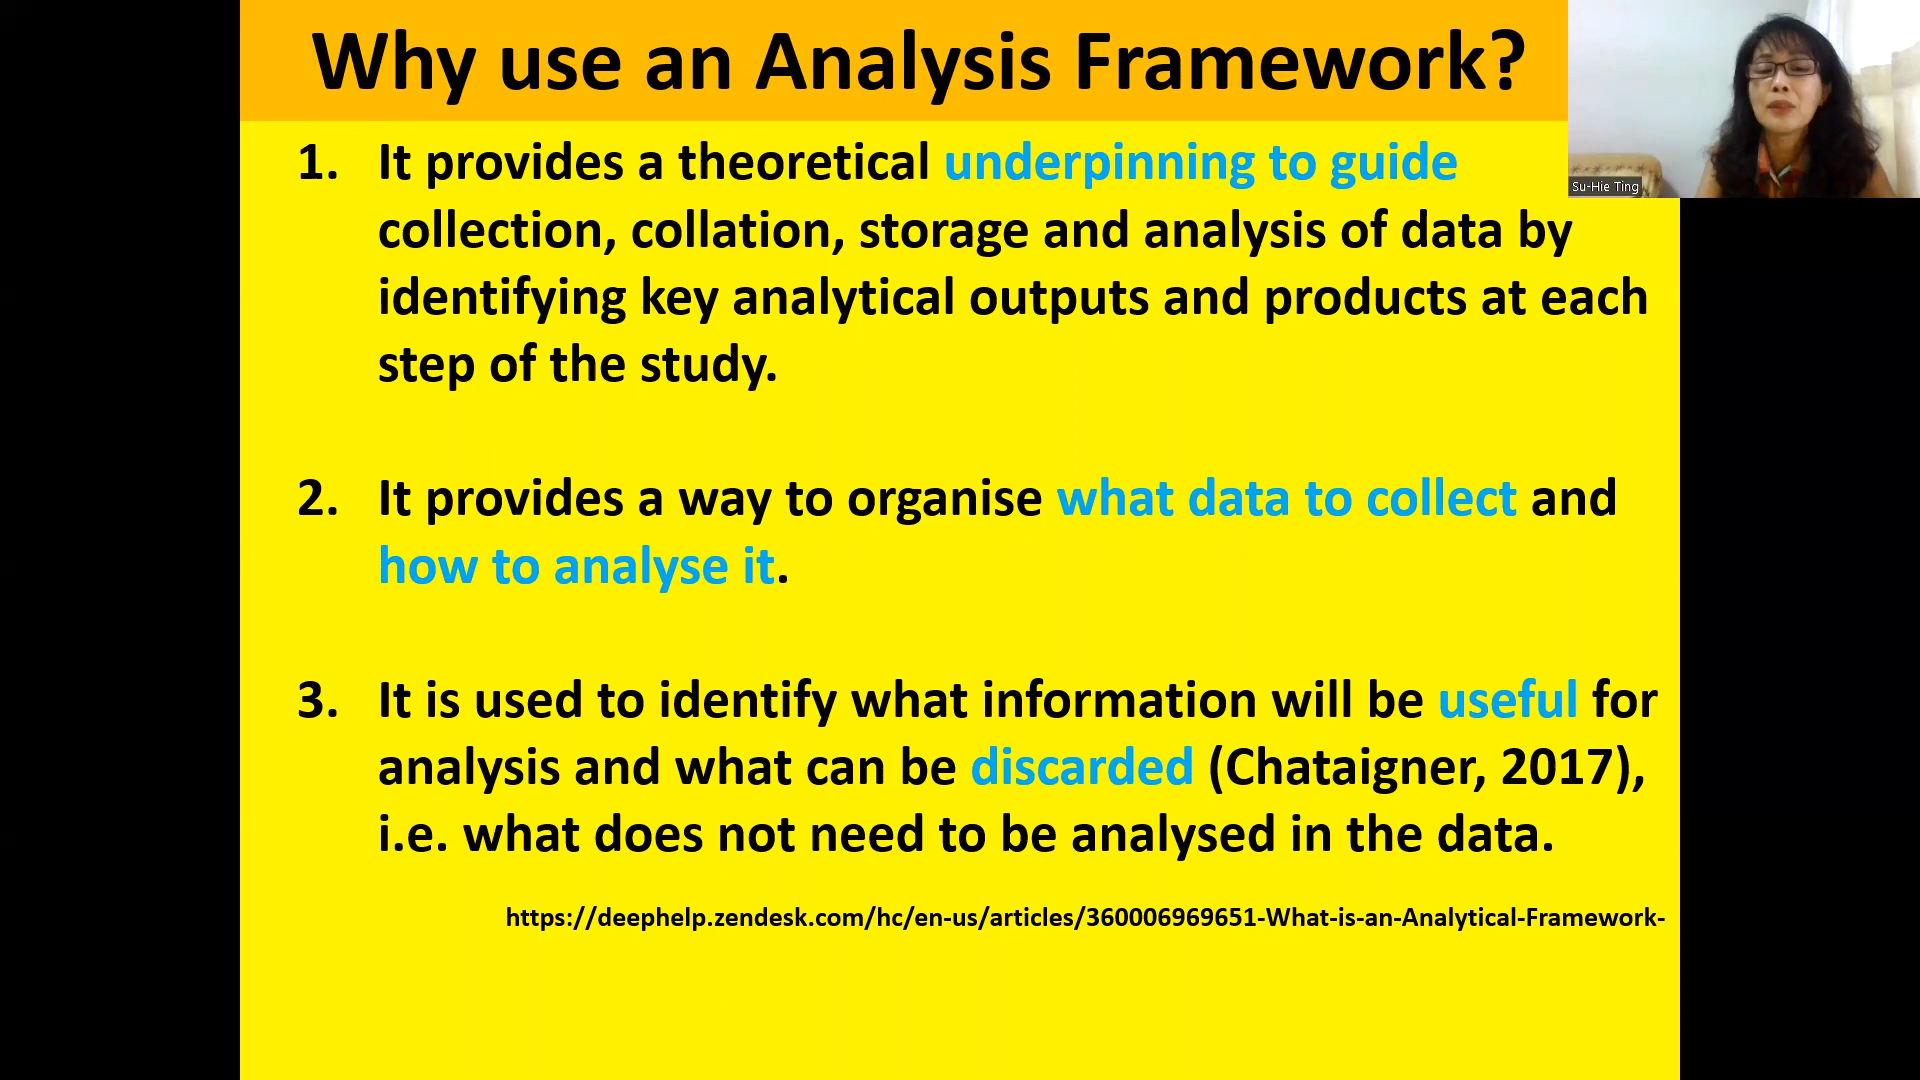 Why use an Analysis Framework?
Su-Hie Ting
1. It provides a theoretical underpinning to guide
collection, collation, storage and analysis of data by
identifying key analytical outputs and products at each
step of the study.
2. It provides a way to organise what data to collect and
how to analyse it.
3. It is used to identify what information will be useful for
analysis and what can be discarded (Chataigner, 2017),
i.e. what does not need to be analysed in the data.
https://deephelp.zendesk.com/hc/en-us/articles/360006969651-What-is-an-Analytical-Framework-